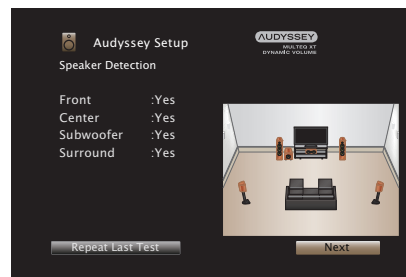 Audyssey Setup
AUDYSSEY
MULTEQ XT
DYNAMIC VOLUME
Speaker Detection
Front :Yes
Center :Yes
Subwoofer :Yes
Surround :Yes
Repeat Last Test
Next